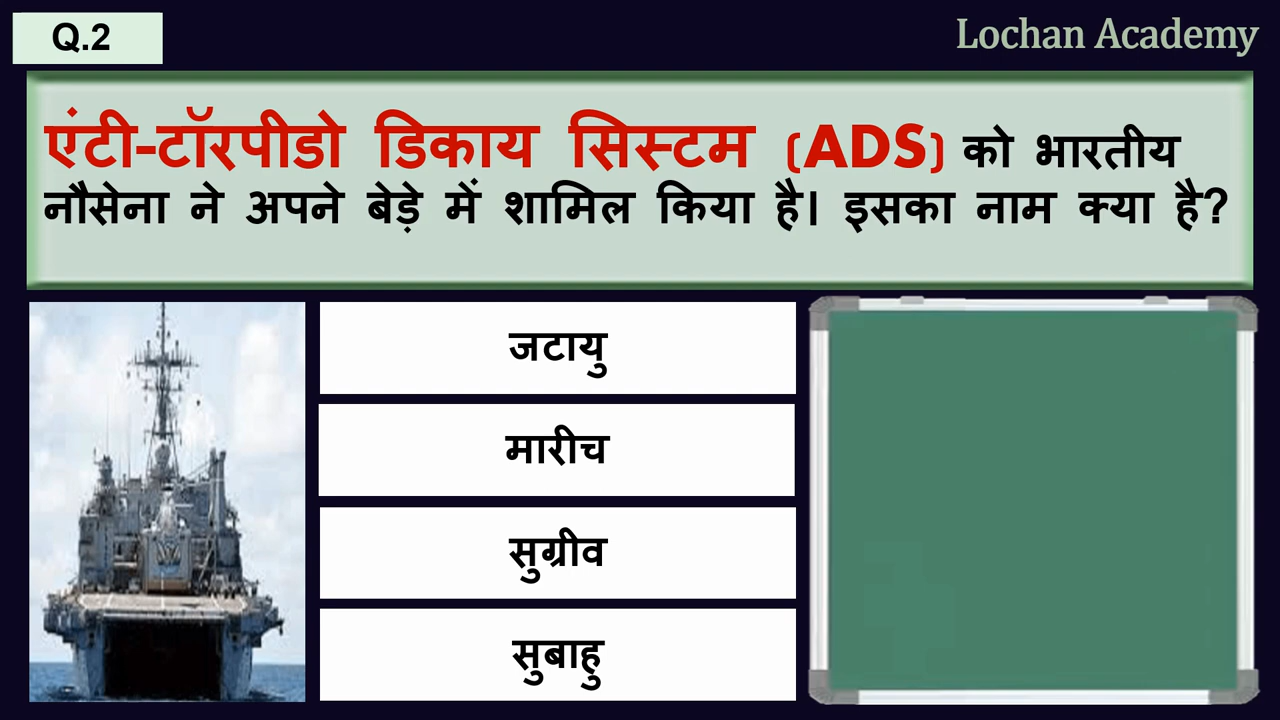 Q.2
Lochan Academy
एंटी-टॉरपीडो डिकाय सिस्टम (ADS) को भारतीय
नौसेना ने अपने बेड़े में शामिल किया है। इसका नाम क्या है?
जटायु
मारीच
सुग्रीव
सुबाहु